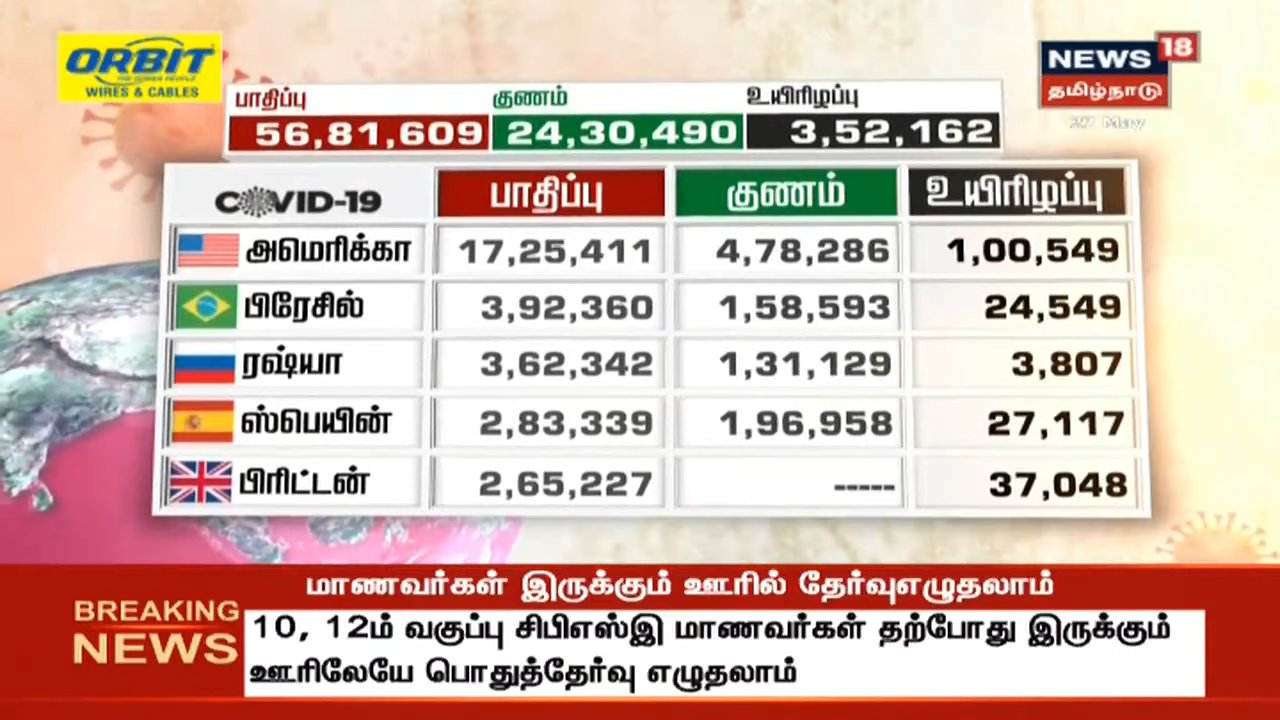 ORBIT
WIRES & CABLES
NEWS 18
தமிழ்நாடு
27 May
பாதிப்பு குணம் உயிரிழப்பு
56,81,609 24,30,490 3,52,162
COVID-19 பாதிப்பு குணம் உயிரிழப்பு
அமெரிக்கா 17,25,411 4,78,286 1,00,549
பிரேசில் 3,92,360 1,58,593 24,549
ரஷ்யா 3,62,342 1,31,129 3,807
ஸ்பெயின் 2,83,339 1,96,958 27,117
பிரிட்டன் 2,65,227 ----- 37,048
மாணவர்கள் இருக்கும் ஊரில் தேர்வுஎழுதலாம்
BREAKING
NEWS
10, 12ம் வகுப்பு சிபிஎஸ்இ மாணவர்கள் தற்போது இருக்கும்
ஊரிலேயே பொதுத்தேர்வு எழுதலாம்